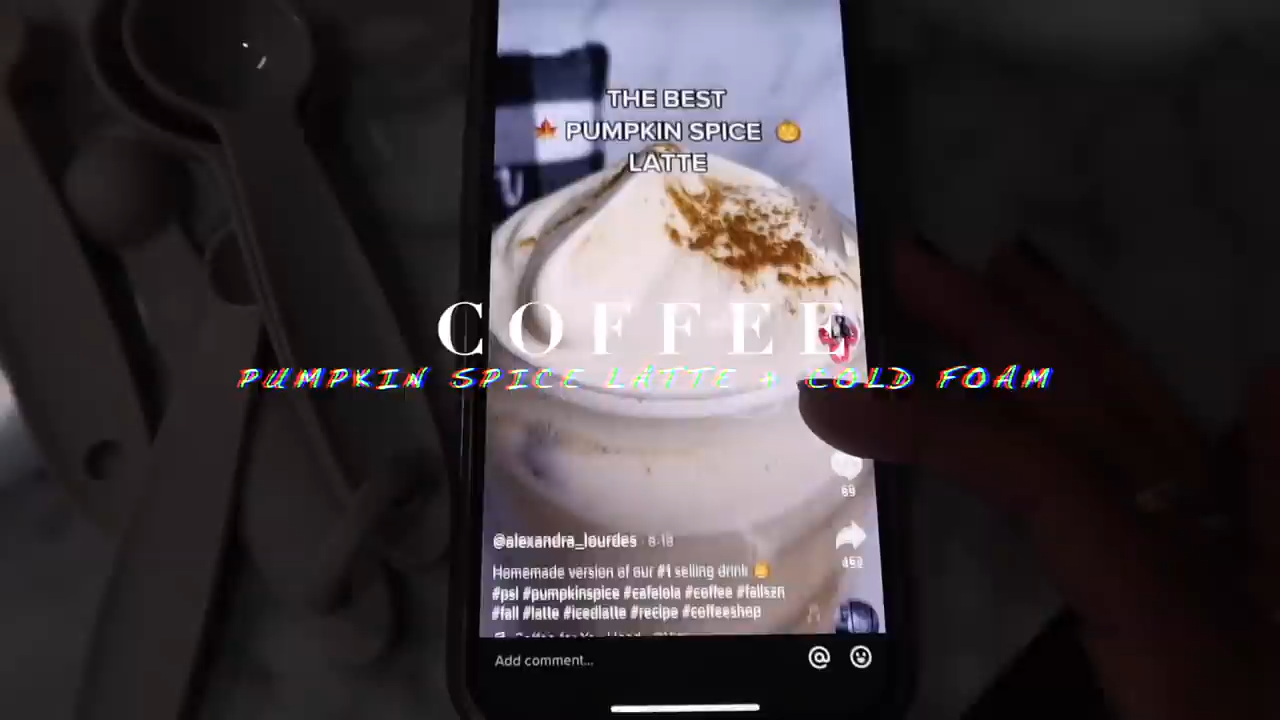 THE BEST
🍁 PUMPKIN SPICE 🎃
LATTE
COFFEE
PUMPKIN SPICE LATTE + COLD FOAM
69
@alexandra_lourdes · 8-18
492
Homemade version of our #1 selling drink 🎃
#psl #pumpkinspice #cafelola #coffee #fallszn
#fall #latte #icedlatte #recipe #coffeeshop
Add comment...